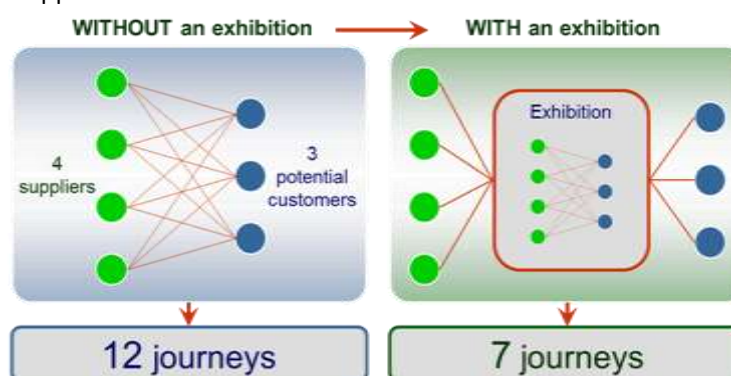 WITHOUT an exhibition
WITH an exhibition
4
suppliers
3
potential
customers
Exhibition
12 journeys
7 journeys